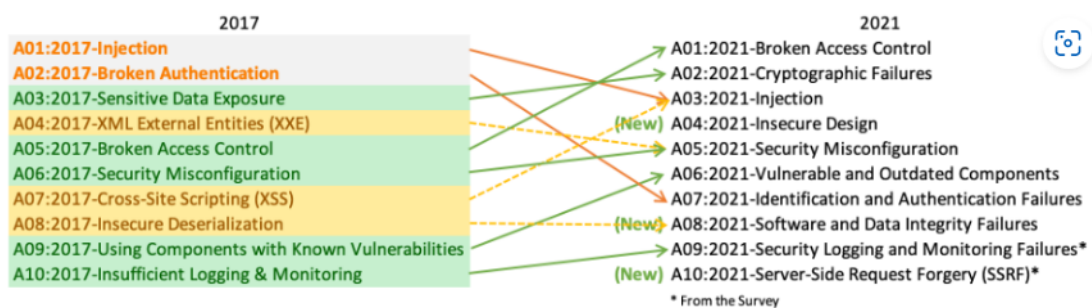 2017
A01:2017-Injection
A02:2017-Broken Authentication
A03:2017-Sensitive Data Exposure
A04:2017-XML External Entities (XXE)
A05:2017-Broken Access Control
A06:2017-Security Misconfiguration
A07:2017-Cross-Site Scripting (XSS)
A08:2017-Insecure Deserialization
A09:2017-Using Components with Known Vulnerabilities
A10:2017-Insufficient Logging & Monitoring
2021
A01:2021-Broken Access Control
A02:2021-Cryptographic Failures
A03:2021-Injection
(New) A04:2021-Insecure Design
A05:2021-Security Misconfiguration
A06:2021-Vulnerable and Outdated Components
A07:2021-Identification and Authentication Failures
(New) A08:2021-Software and Data Integrity Failures
A09:2021-Security Logging and Monitoring Failures*
(New) A10:2021-Server-Side Request Forgery (SSRF)*
* From the Survey